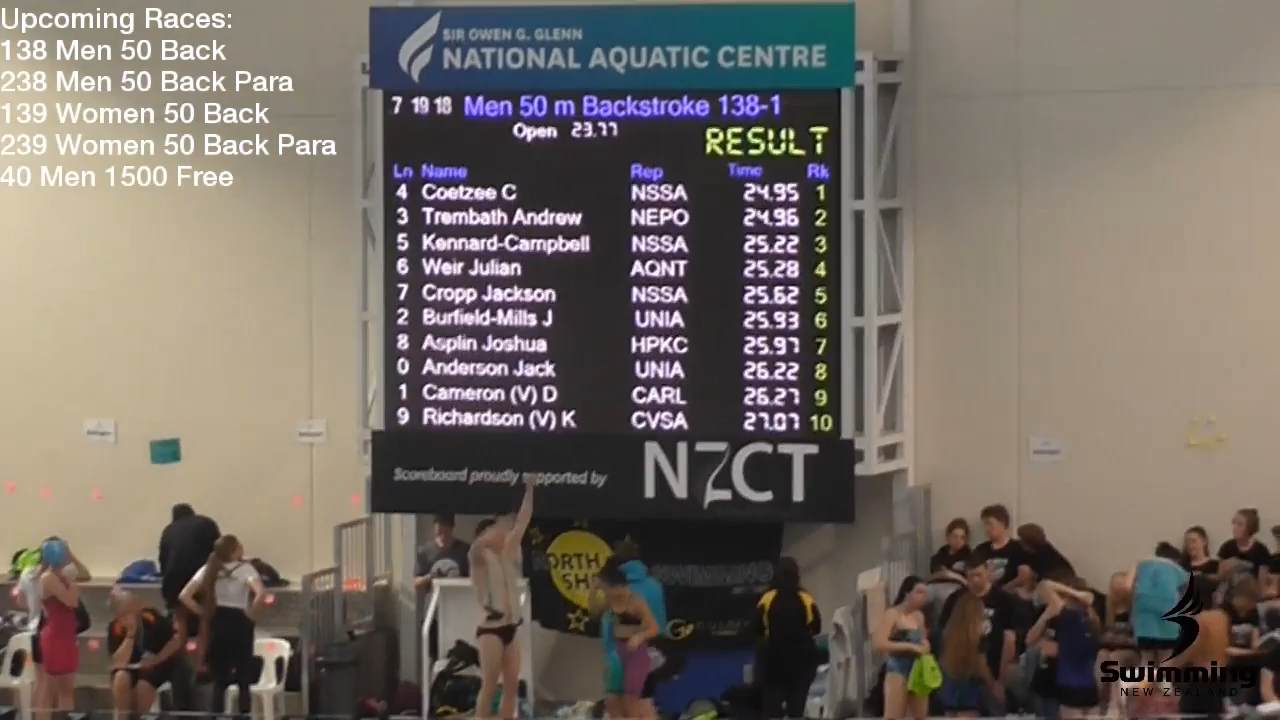 Upcoming Races:
138 Men 50 Back
238 Men 50 Back Para
139 Women 50 Back
239 Women 50 Back Para
40 Men 1500 Free
SIR OWEN G. GLENN
NATIONAL AQUATIC CENTRE
7 19 18 Men 50 m Backstroke 138-1
Open 23.77
RESULT
Ln Name Rep Time Rk
4 Coetzee C NSSA 24.95 1
3 Trembath Andrew NEPO 24.96 2
5 Kennard-Campbell NSSA 25.22 3
6 Weir Julian AQNT 25.28 4
7 Cropp Jackson NSSA 25.62 5
2 Burfield-Mills J UNIA 25.93 6
8 Asplin Joshua HPKC 25.97 7
0 Anderson Jack UNIA 26.22 8
1 Cameron (V) D CARL 26.27 9
9 Richardson (V) K CVSA 27.07 10
Scoreboard proudly supported by
NZCT
ORTH
SH
SWIMMING
Swimming
NEW ZEALAND